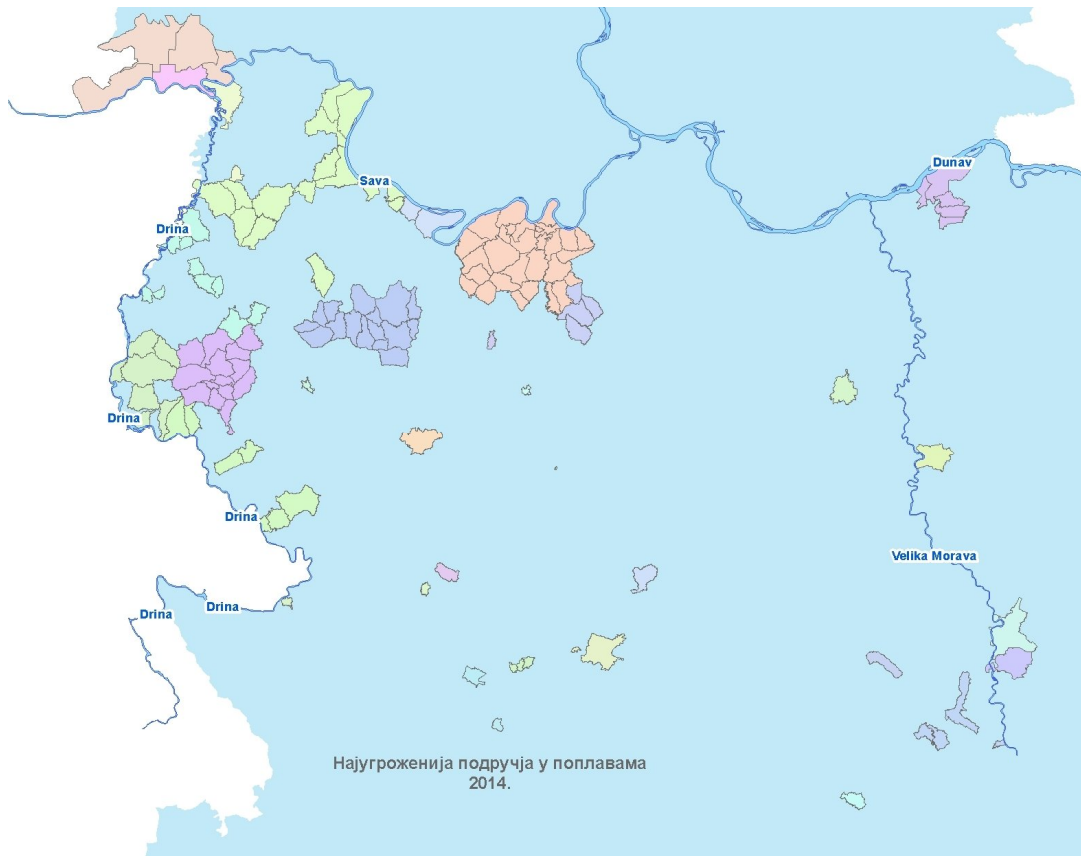 Dunav
Sava
Drina
Drina
Drina
Velika Morava
Drina
Drina
Најугроженија подручја у поплавама
2014.